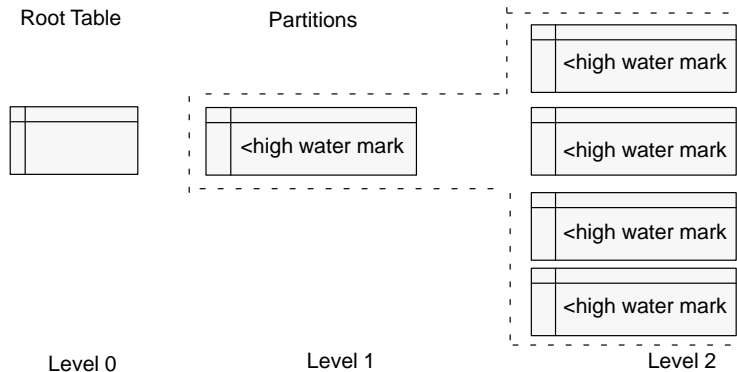 Root Table
Partitions
<high water mark
<high water mark
<high water mark
<high water mark
<high water mark
Level 0
Level 1
Level 2